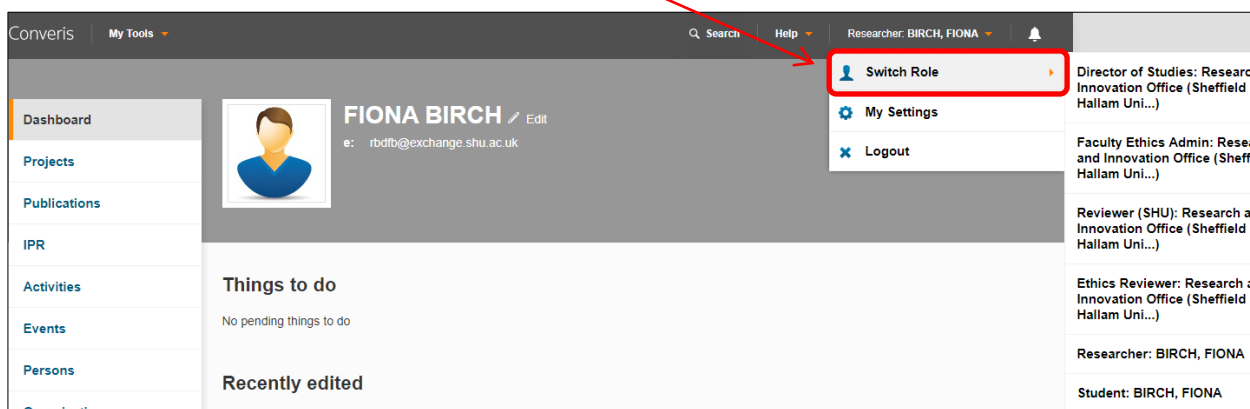 Converis My Tools Search Help Researcher: BIRCH, FIONA
Switch Role
My Settings
Logout
Director of Studies: Researc
Innovation Office (Sheffield
Hallam Uni...)
Faculty Ethics Admin: Resea
and Innovation Office (Sheff
Hallam Uni...)
Reviewer (SHU): Research a
Innovation Office (Sheffield
Hallam Uni...)
Ethics Reviewer: Research a
Innovation Office (Sheffield
Hallam Uni...)
Researcher: BIRCH, FIONA
Student: BIRCH, FIONA
FIONA BIRCH Edit
e: rbdfb@exchange.shu.ac.uk
Dashboard
Projects
Publications
IPR
Activities
Events
Persons
Things to do
No pending things to do
Recently edited